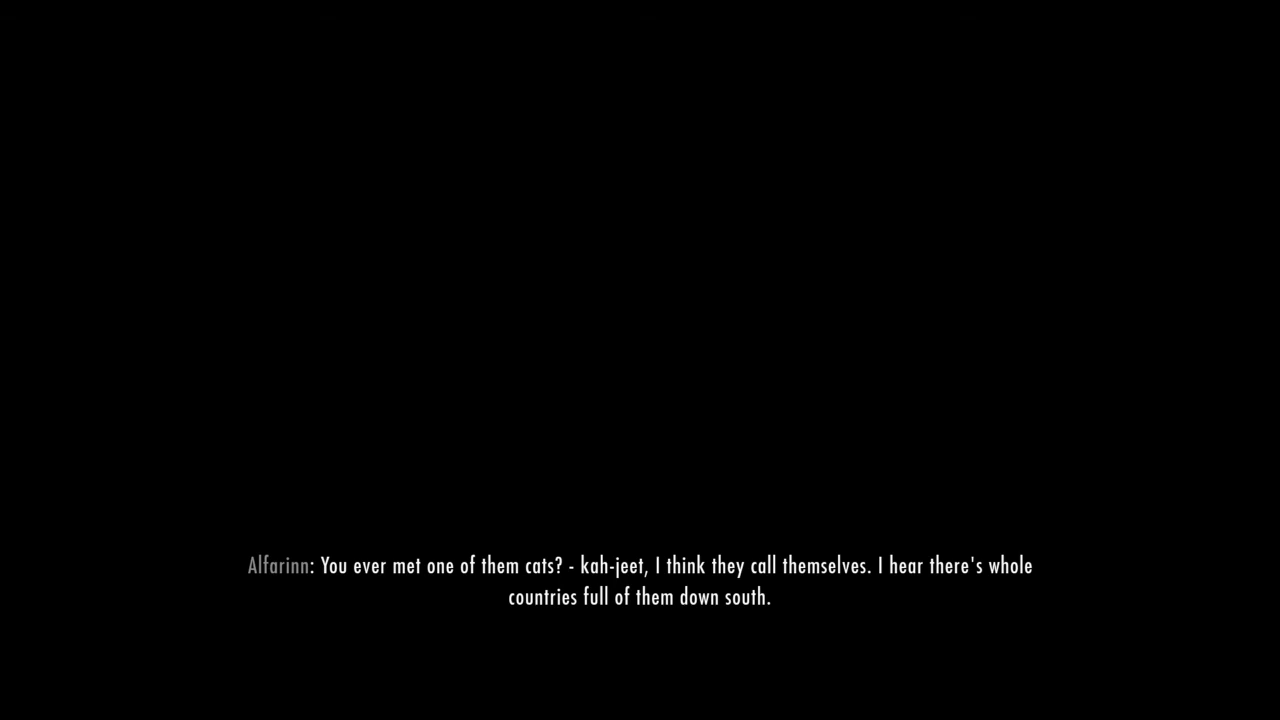 Alfarinn: You ever met one of them cats? - kah-jeet, I think they call themselves. I hear there's whole
countries full of them down south.